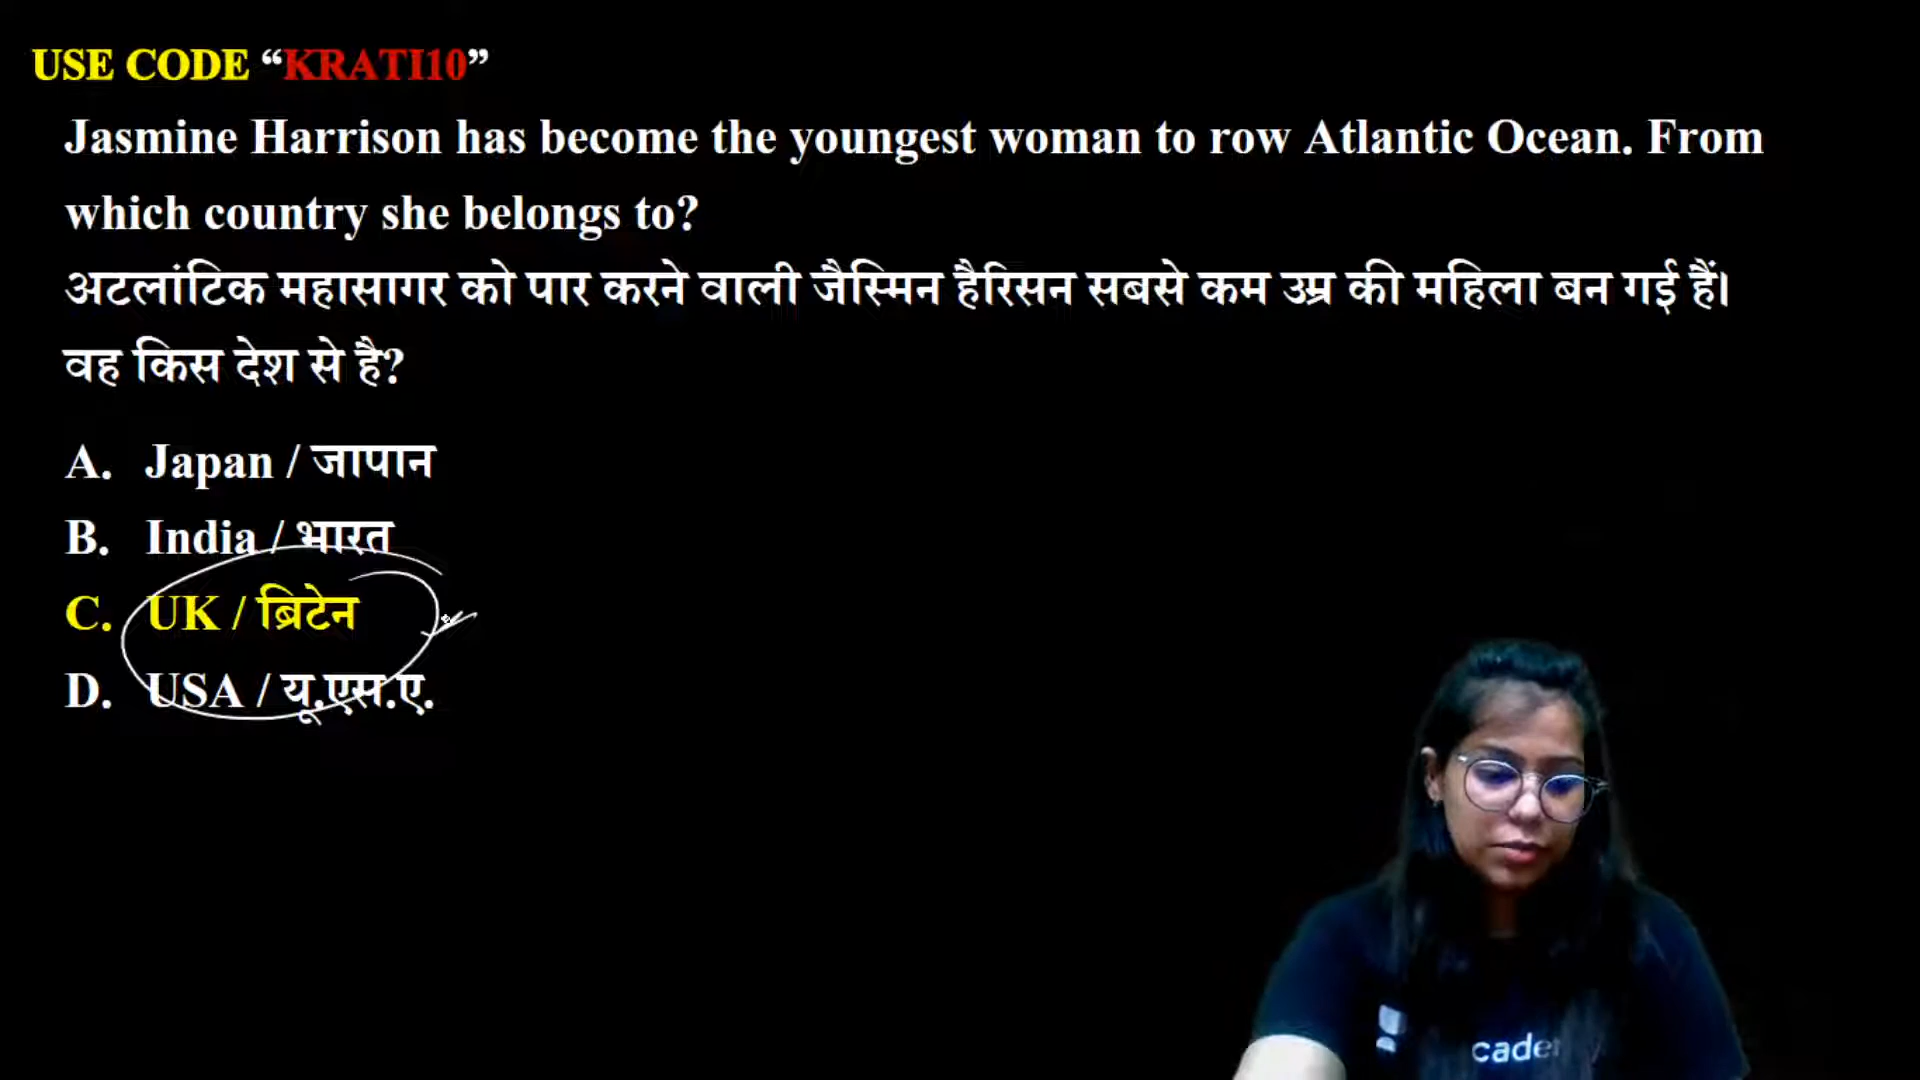 USE CODE “KRATI10”
Jasmine Harrison has become the youngest woman to row Atlantic Ocean. From
which country she belongs to?
अटलांटिक महासागर को पार करने वाली जैस्मिन हैरिसन सबसे कम उम्र की महिला बन गई हैं।
वह किस देश से है?
A. Japan / जापान
B. India / भारत
C. UK / ब्रिटेन
D. USA / यू.एस.ए.